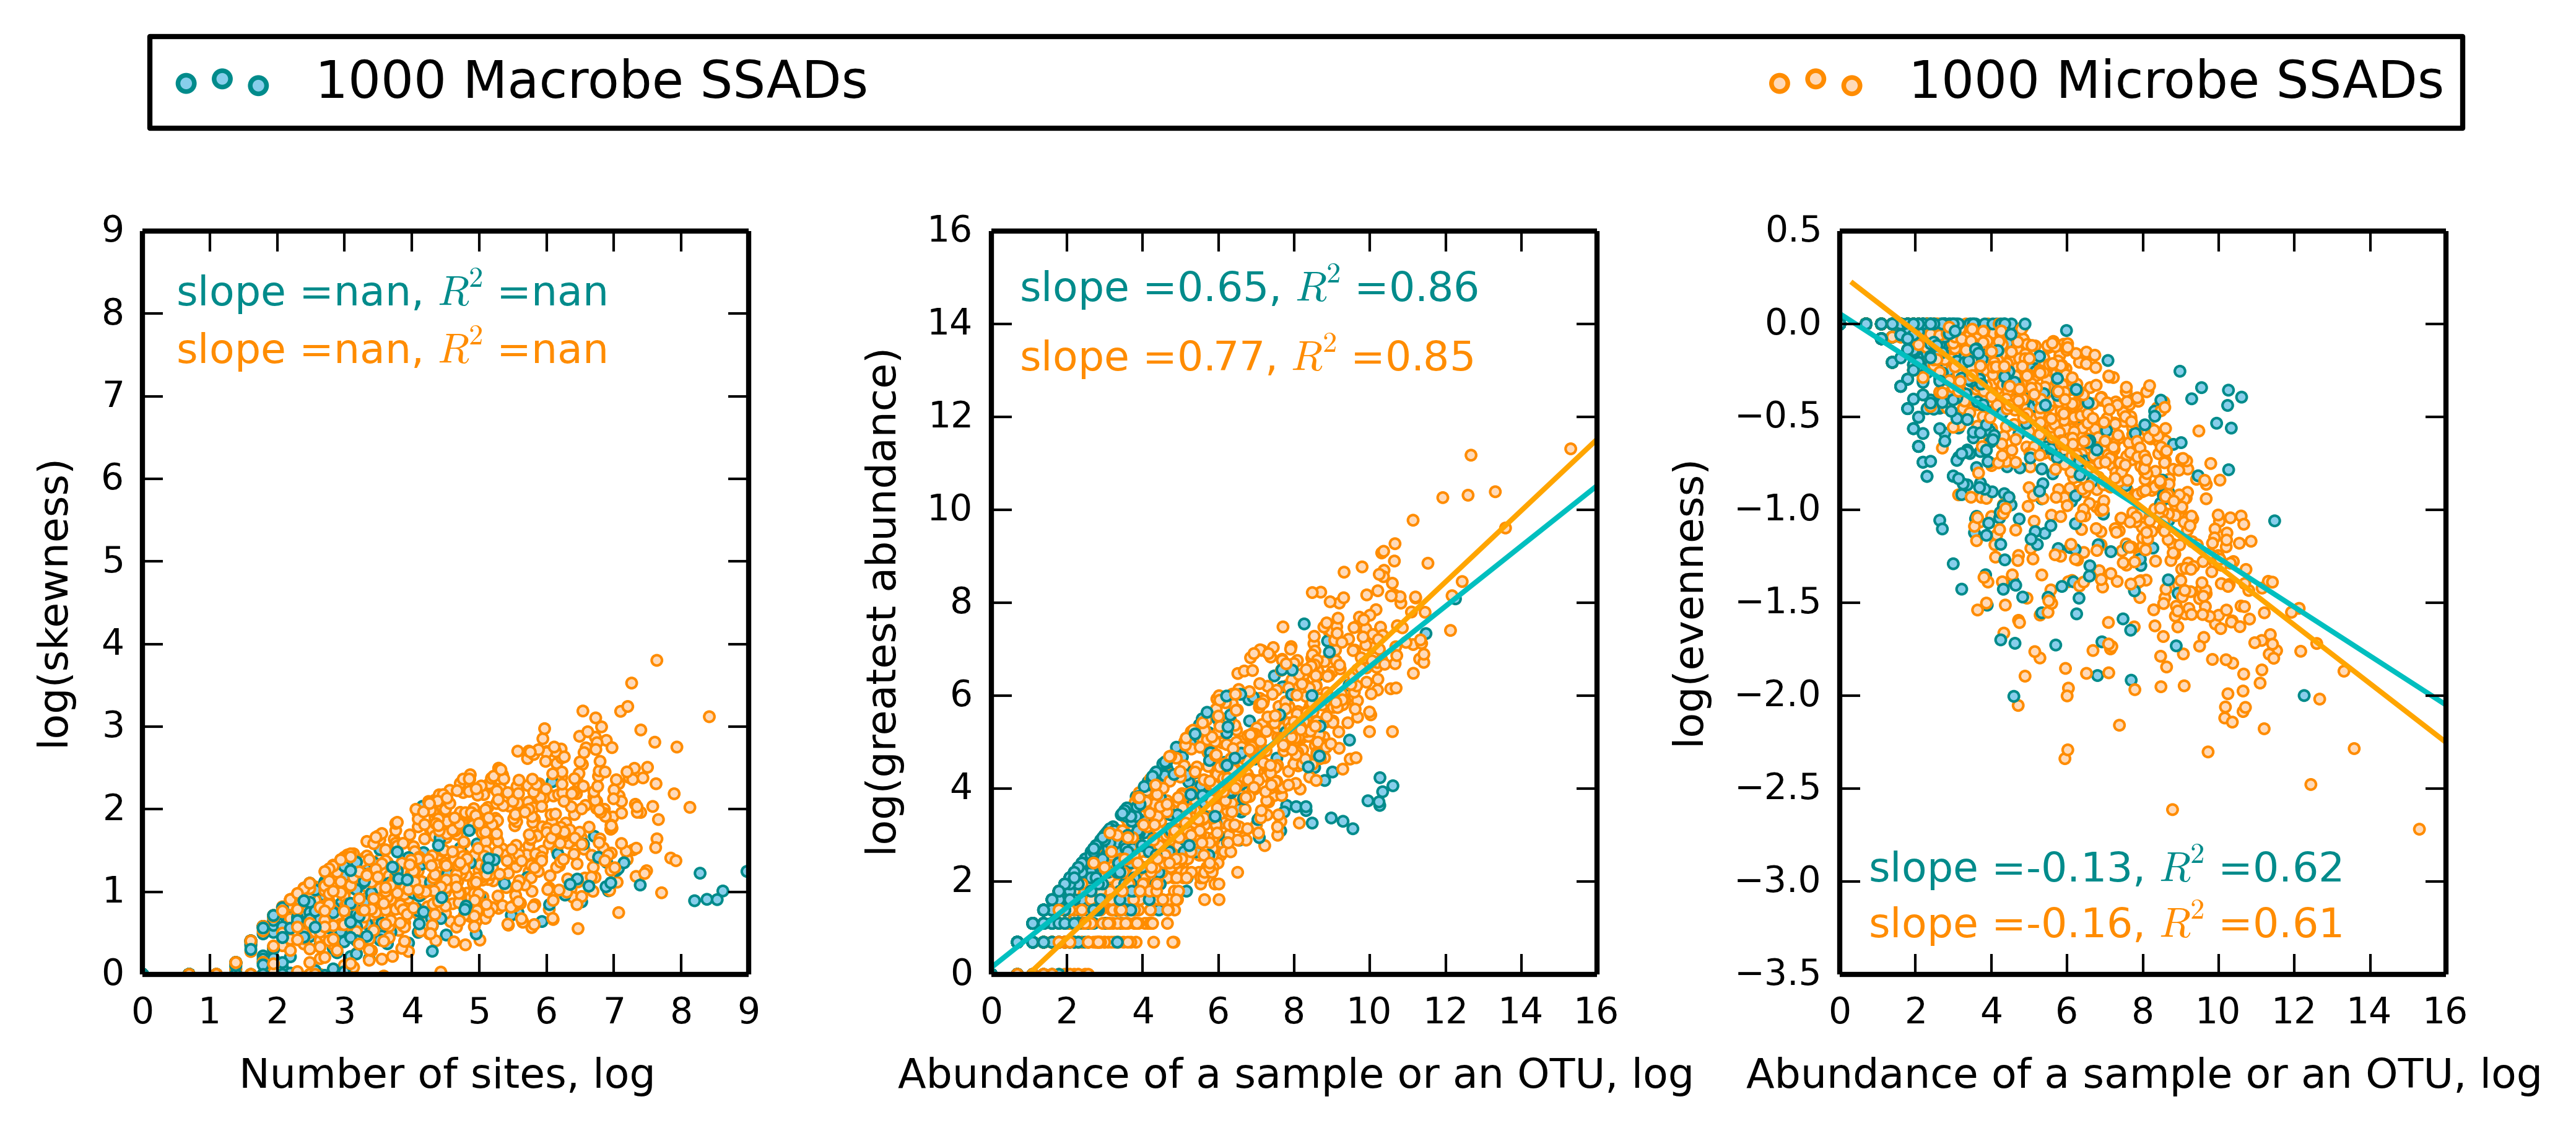 1000 Macrobe SSADs
1000 Microbe SSADs
9
8
7
6
5
4
3
2
1
0
log(skewness)
slope =nan, R² =nan
slope =nan, R² =nan
0 1 2 3 4 5 6 7 8 9
Number of sites, log
16
14
12
10
8
6
4
2
0
log(greatest abundance)
slope =0.65, R² =0.86
slope =0.77, R² =0.85
0 2 4 6 8 10 12 14 16
Abundance of a sample or an OTU, log
0.5
0.0
−0.5
−1.0
−1.5
−2.0
−2.5
−3.0
−3.5
log(evenness)
slope =-0.13, R² =0.62
slope =-0.16, R² =0.61
0 2 4 6 8 10 12 14 16
Abundance of a sample or an OTU, log